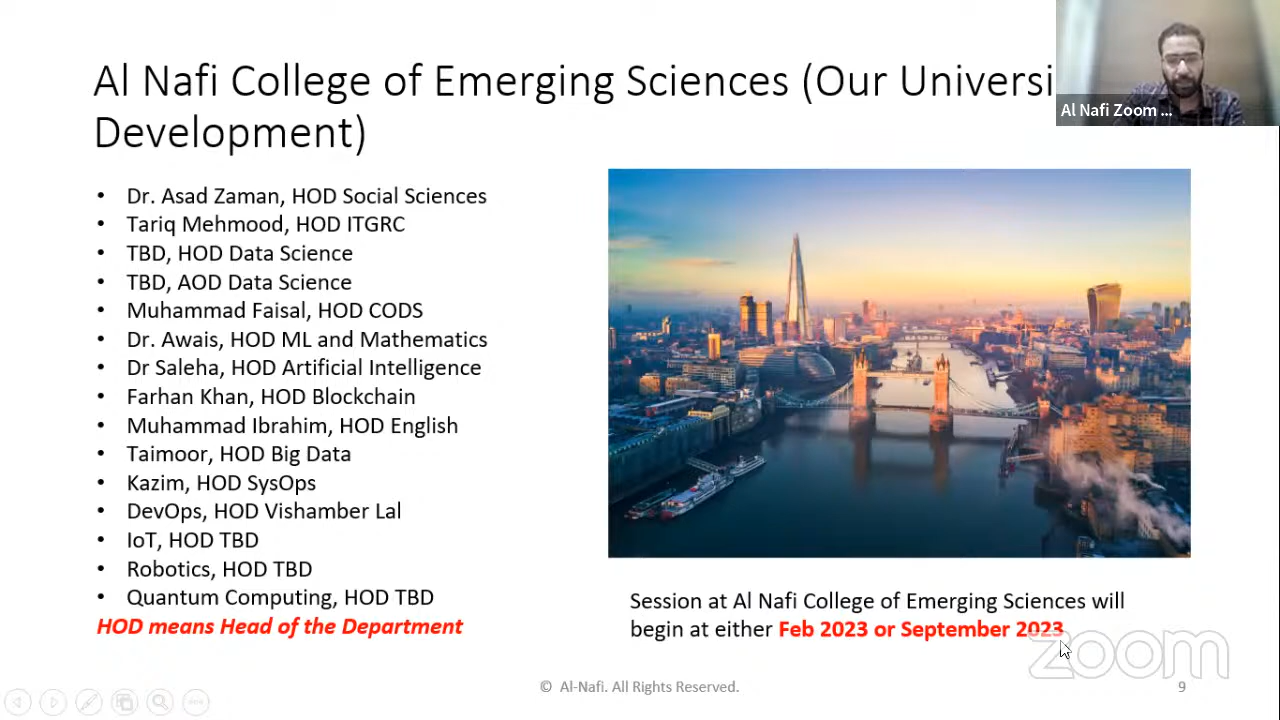 Al Nafi College of Emerging Sciences (Our Universi
Development)
Al Nafi Zoom ...
• Dr. Asad Zaman, HOD Social Sciences
• Tariq Mehmood, HOD ITGRC
• TBD, HOD Data Science
• TBD, AOD Data Science
• Muhammad Faisal, HOD CODS
• Dr. Awais, HOD ML and Mathematics
• Dr Saleha, HOD Artificial Intelligence
• Farhan Khan, HOD Blockchain
• Muhammad Ibrahim, HOD English
• Taimoor, HOD Big Data
• Kazim, HOD SysOps
• DevOps, HOD Vishamber Lal
• IoT, HOD TBD
• Robotics, HOD TBD
• Quantum Computing, HOD TBD
HOD means Head of the Department
Session at Al Nafi College of Emerging Sciences will
begin at either Feb 2023 or September 2023
zoom
© Al-Nafi. All Rights Reserved.
9